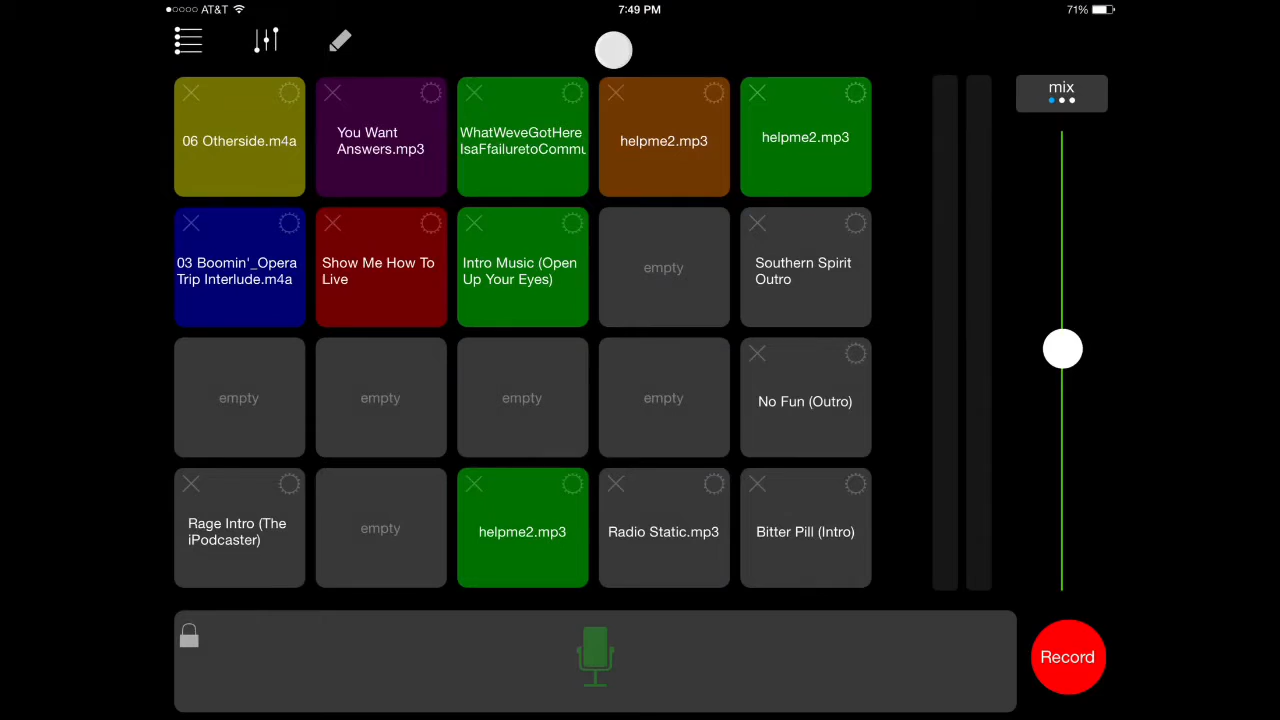 AT&T
7:49 PM
71%
mix
06 Otherside.m4a
You Want
Answers.mp3
WhatWeveGotHere
IsaFfailuretoCommu
helpme2.mp3
helpme2.mp3
03 Boomin'_Opera
Trip Interlude.m4a
Show Me How To
Live
Intro Music (Open
Up Your Eyes)
empty
Southern Spirit
Outro
empty
empty
empty
empty
No Fun (Outro)
Rage Intro (The
iPodcaster)
empty
helpme2.mp3
Radio Static.mp3
Bitter Pill (Intro)
Record